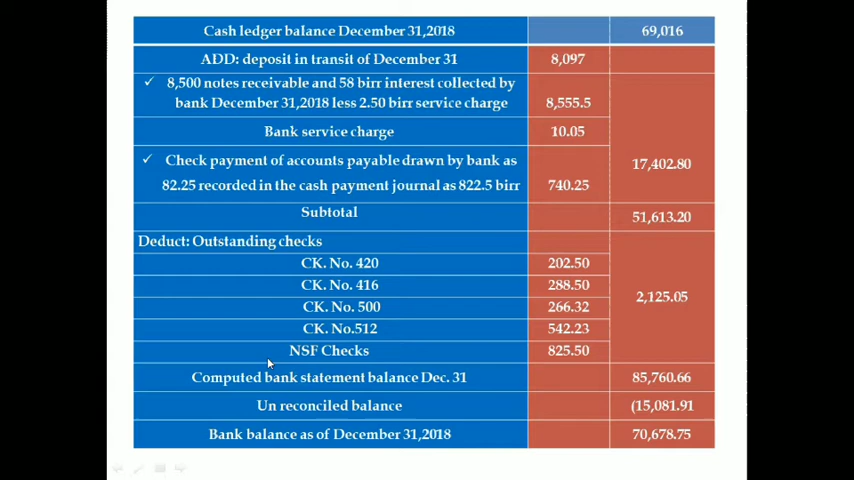 Cash ledger balance December 31,2018 69,016
ADD: deposit in transit of December 31 8,097
✓ 8,500 notes receivable and 58 birr interest collected by
bank December 31,2018 less 2.50 birr service charge 8,555.5
Bank service charge 10.05
✓ Check payment of accounts payable drawn by bank as
17,402.80
82.25 recorded in the cash payment journal as 822.5 birr 740.25
Subtotal 51,613.20
Deduct: Outstanding checks
CK. No. 420 202.50
CK. No. 416 288.50
2,125.05
CK. No. 500 266.32
CK. No.512 542.23
NSF Checks 825.50
Computed bank statement balance Dec. 31 85,760.66
Un reconciled balance (15,081.91
Bank balance as of December 31,2018 70,678.75